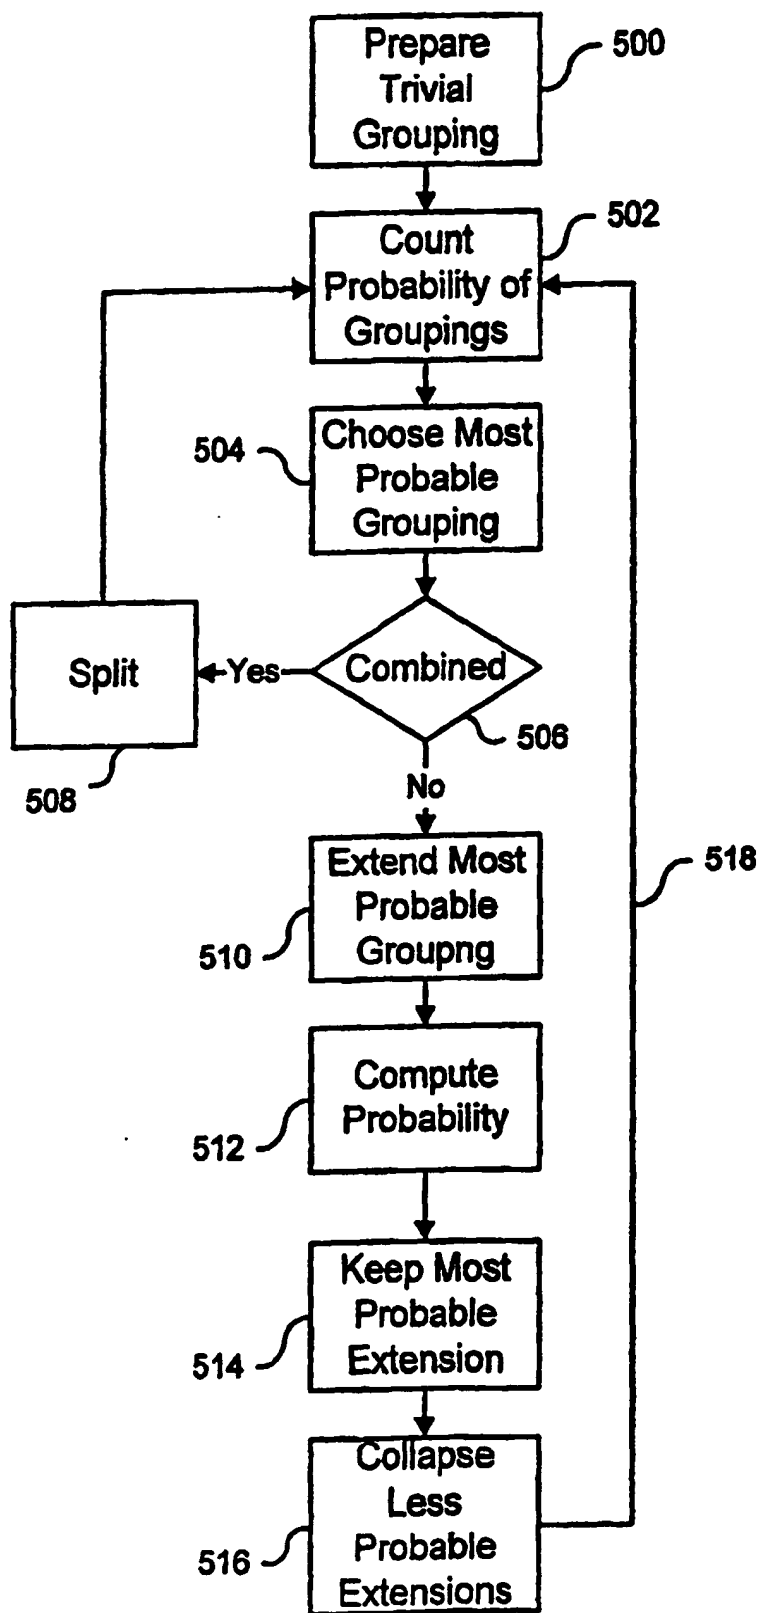 Prepare
Trivial
Grouping
500
Count
Probability of
Groupings
502
Choose Most
Probable
Grouping
504
Combined
506
Yes
Split
508
No
Extend Most
Probable
Groupng
510
518
Compute
Probability
512
Keep Most
Probable
Extension
514
Collapse
Less
Probable
Extensions
516